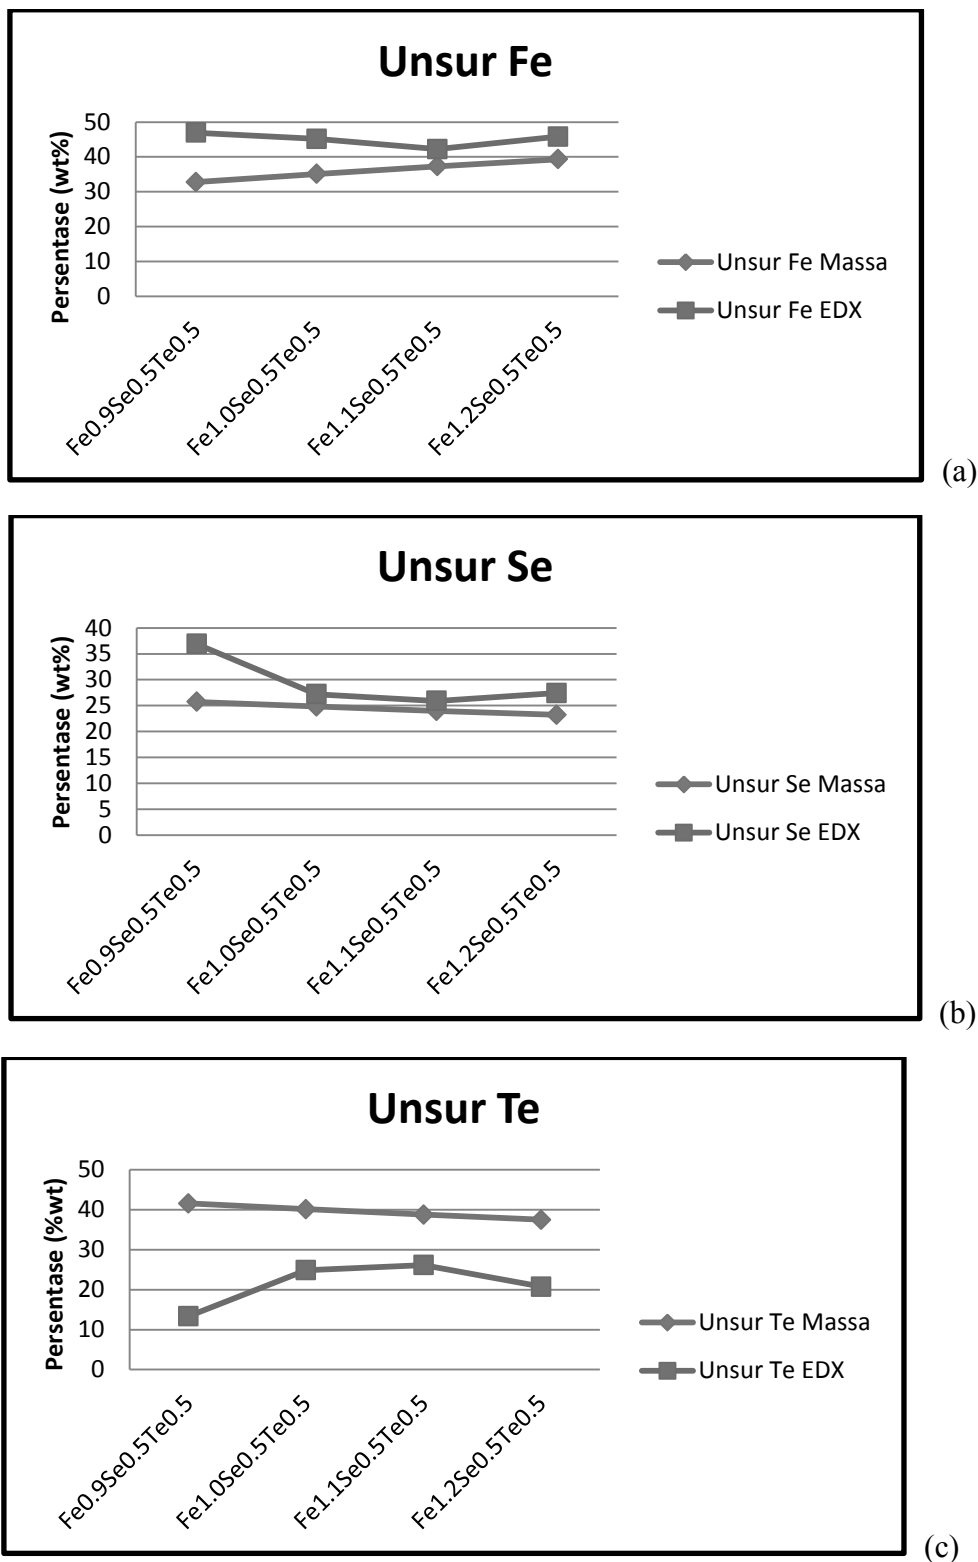 Unsur Fe
Persentase (wt%)
50
40
30
20
10
0
Fe0.9Se0.5Te0.5
Fe1.0Se0.5Te0.5
Fe1.1Se0.5Te0.5
Fe1.2Se0.5Te0.5
Unsur Fe Massa
Unsur Fe EDX
(a)
Unsur Se
Persentase (wt%)
40
35
30
25
20
15
10
5
0
Fe0.9Se0.5Te0.5
Fe1.0Se0.5Te0.5
Fe1.1Se0.5Te0.5
Fe1.2Se0.5Te0.5
Unsur Se Massa
Unsur Se EDX
(b)
Unsur Te
Persentase (%wt)
50
40
30
20
10
0
Fe0.9Se0.5Te0.5
Fe1.0Se0.5Te0.5
Fe1.1Se0.5Te0.5
Fe1.2Se0.5Te0.5
Unsur Te Massa
Unsur Te EDX
(c)